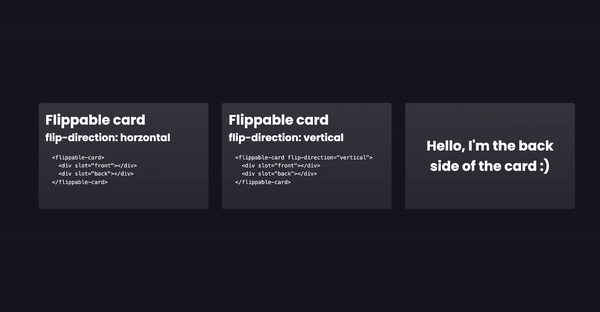 Flippable card
flip-direction: horzontal
<flippable-card>
<div slot="front"></div>
<div slot="back"></div>
</flippable-card>
Flippable card
flip-direction: vertical
<flippable-card flip-direction="vertical">
<div slot="front"></div>
<div slot="back"></div>
</flippable-card>
Hello, I'm the back
side of the card :)